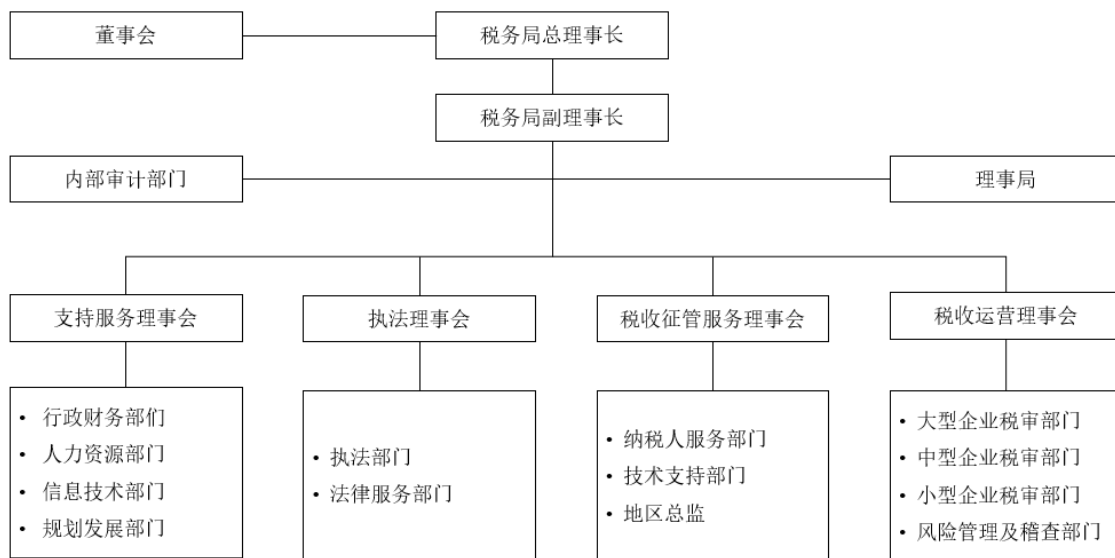 董事会
税务局总理事长
税务局副理事长
内部审计部门
理事局
支持服务理事会
执法理事会
税收征管服务理事会
税收运营理事会
• 行政财务部们
• 人力资源部门
• 信息技术部门
• 规划发展部门
• 执法部门
• 法律服务部门
• 纳税人服务部门
• 技术支持部门
• 地区总监
• 大型企业税审部门
• 中型企业税审部门
• 小型企业税审部门
• 风险管理及稽查部门